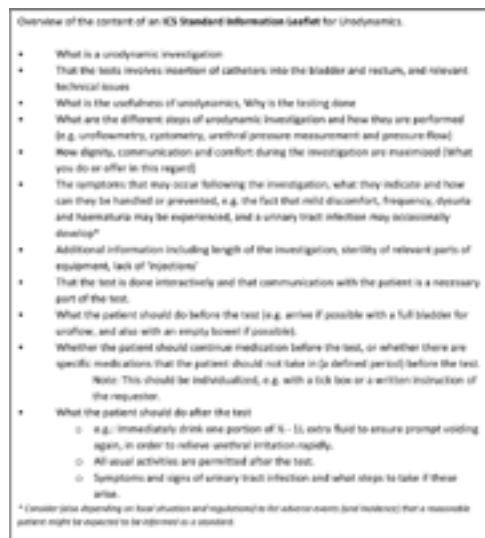 Overview of the content of an ICS Standard Information Leaflet for Urodynamics.
• What is a urodynamic investigation
• That the tests involves insertion of catheters into the bladder and rectum, and relevant
technical issues
• What is the usefulness of urodynamics, Why is the testing done
• What are the different steps of urodynamic investigation and how they are performed
(e.g. uroflowmetry, cystometry, urethral pressure measurement and pressure flow)
• How dignity, communication and comfort during the investigation are maximised (What
you do or offer in this regard)
• The symptoms that may occur following the investigation, what they indicate and how
can they be handled or prevented, e.g. the fact that mild discomfort, frequency, dysuria
and haematuria may be experienced, and a urinary tract infection may occasionally
develop*
• Additional information including length of the investigation, sterility of relevant parts of
equipment, lack of 'injections'
• That the test is done interactively and that communication with the patient is a necessary
part of the test.
• What the patient should do before the test (e.g. arrive if possible with a full bladder for
uroflow, and also with an empty bowel if possible).
• Whether the patient should continue medication before the test, or whether there are
specific medications that the patient should not take in (a defined period) before the test.
Note: This should be individualized, e.g. with a tick box or a written instruction of
the requester.
• What the patient should do after the test
○ e.g.: Immediately drink one portion of ½ - 1L extra fluid to ensure prompt voiding
again, in order to relieve urethral irritation rapidly.
○ All usual activities are permitted after the test.
○ Symptoms and signs of urinary tract infection and what steps to take if these
arise.
* Consider (also depending on local situation and regulations) to list adverse events (and incidence) that a reasonable
patient might be expected to be informed as a standard.